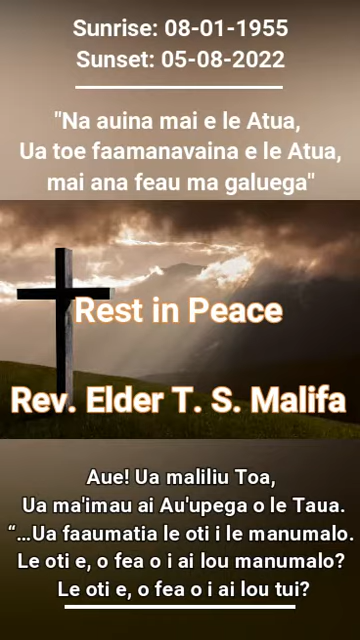 Sunrise: 08-01-1955
Sunset: 05-08-2022
"Na auina mai e le Atua,
Ua toe faamanavaina e le Atua,
mai ana feau ma galuega"
Rest in Peace
Rev. Elder T. S. Malifa
Aue! Ua maliliu Toa,
Ua ma'imau ai Au'upega o le Taua.
“...Ua faaumatia le oti i le manumalo.
Le oti e, o fea o i ai lou manumalo?
Le oti e, o fea o i ai lou tui?